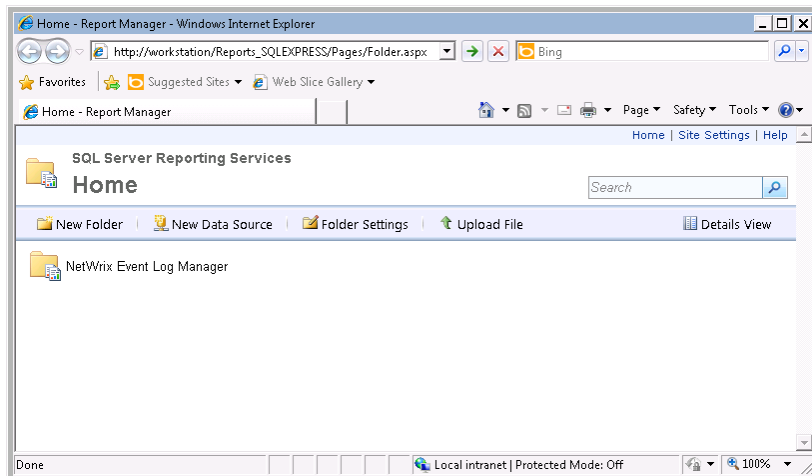 Home - Report Manager - Windows Internet Explorer
http://workstation/Reports_SQLEXPRESS/Pages/Folder.aspx
Bing
Favorites Suggested Sites Web Slice Gallery
Home - Report Manager
Page Safety Tools
Home | Site Settings | Help
SQL Server Reporting Services
Home
Search
New Folder New Data Source Folder Settings Upload File Details View
NetWrix Event Log Manager
Done Local intranet | Protected Mode: Off 100%